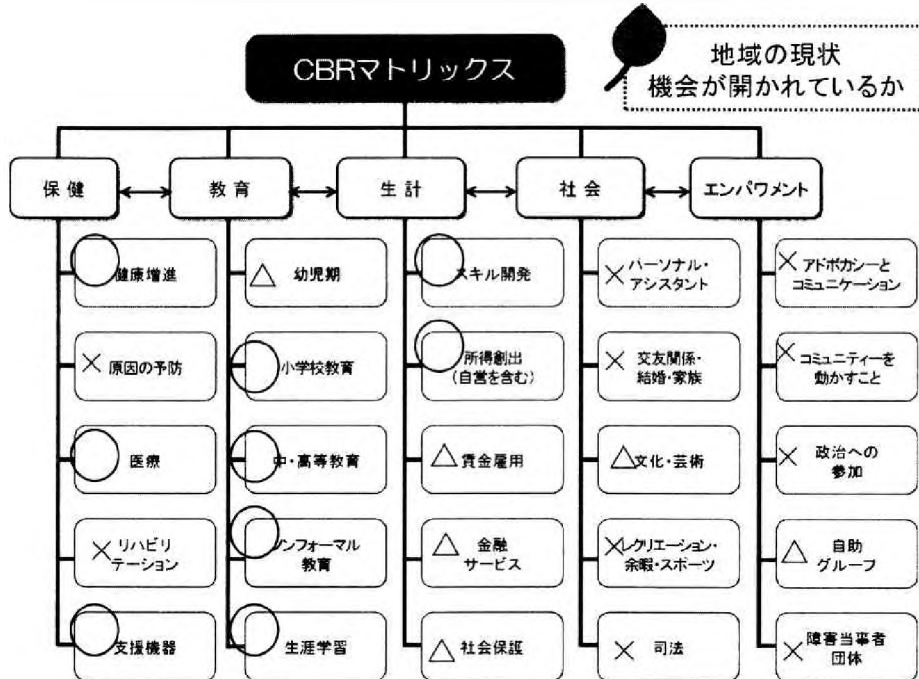 CBRマトリックス
地域の現状
機会が開かれているか
保健
教育
生計
社会
エンパワメント
健康増進
△ 幼児期
スキル開発
× パーソナル・
アシスタント
× アドボカシーと
コミュニケーション
× 原因の予防
小学校教育
所得創出
(自営を含む)
× 交友関係・
結婚・家族
× コミュニティーを
動かすこと
医療
中・高等教育
△ 賃金雇用
△ 文化・芸術
× 政治への
参加
× リハビリ
テーション
ノンフォーマル
教育
△ 金融
サービス
× レクリエーション・
余暇・スポーツ
△ 自助
グループ
支援機器
生涯学習
△ 社会保護
× 司法
× 障害当事者
団体